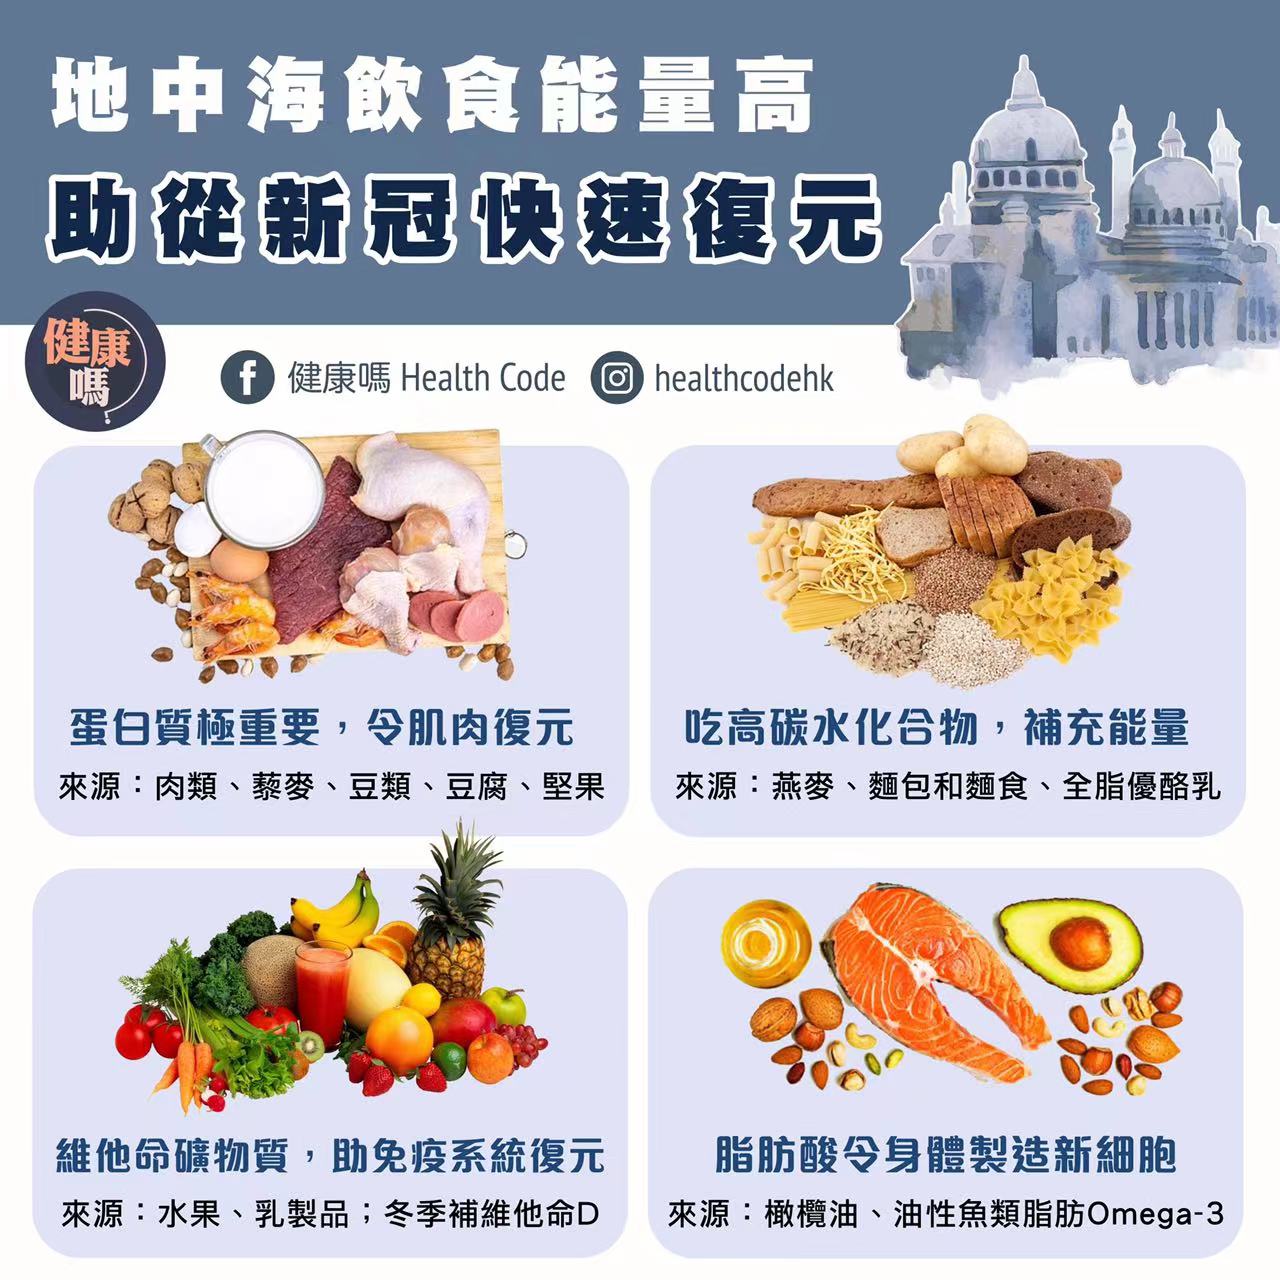 地中海飲食能量高
助從新冠快速復元
健康
嗎?
健康嗎 Health Code
healthcodehk
蛋白質極重要，令肌肉復元
來源：肉類、藜麥、豆類、豆腐、堅果
吃高碳水化合物，補充能量
來源：燕麥、麵包和麵食、全脂優酪乳
維他命礦物質，助免疫系統復元
來源：水果、乳製品；冬季補維他命D
脂肪酸令身體製造新細胞
來源：橄欖油、油性魚類脂肪Omega-3